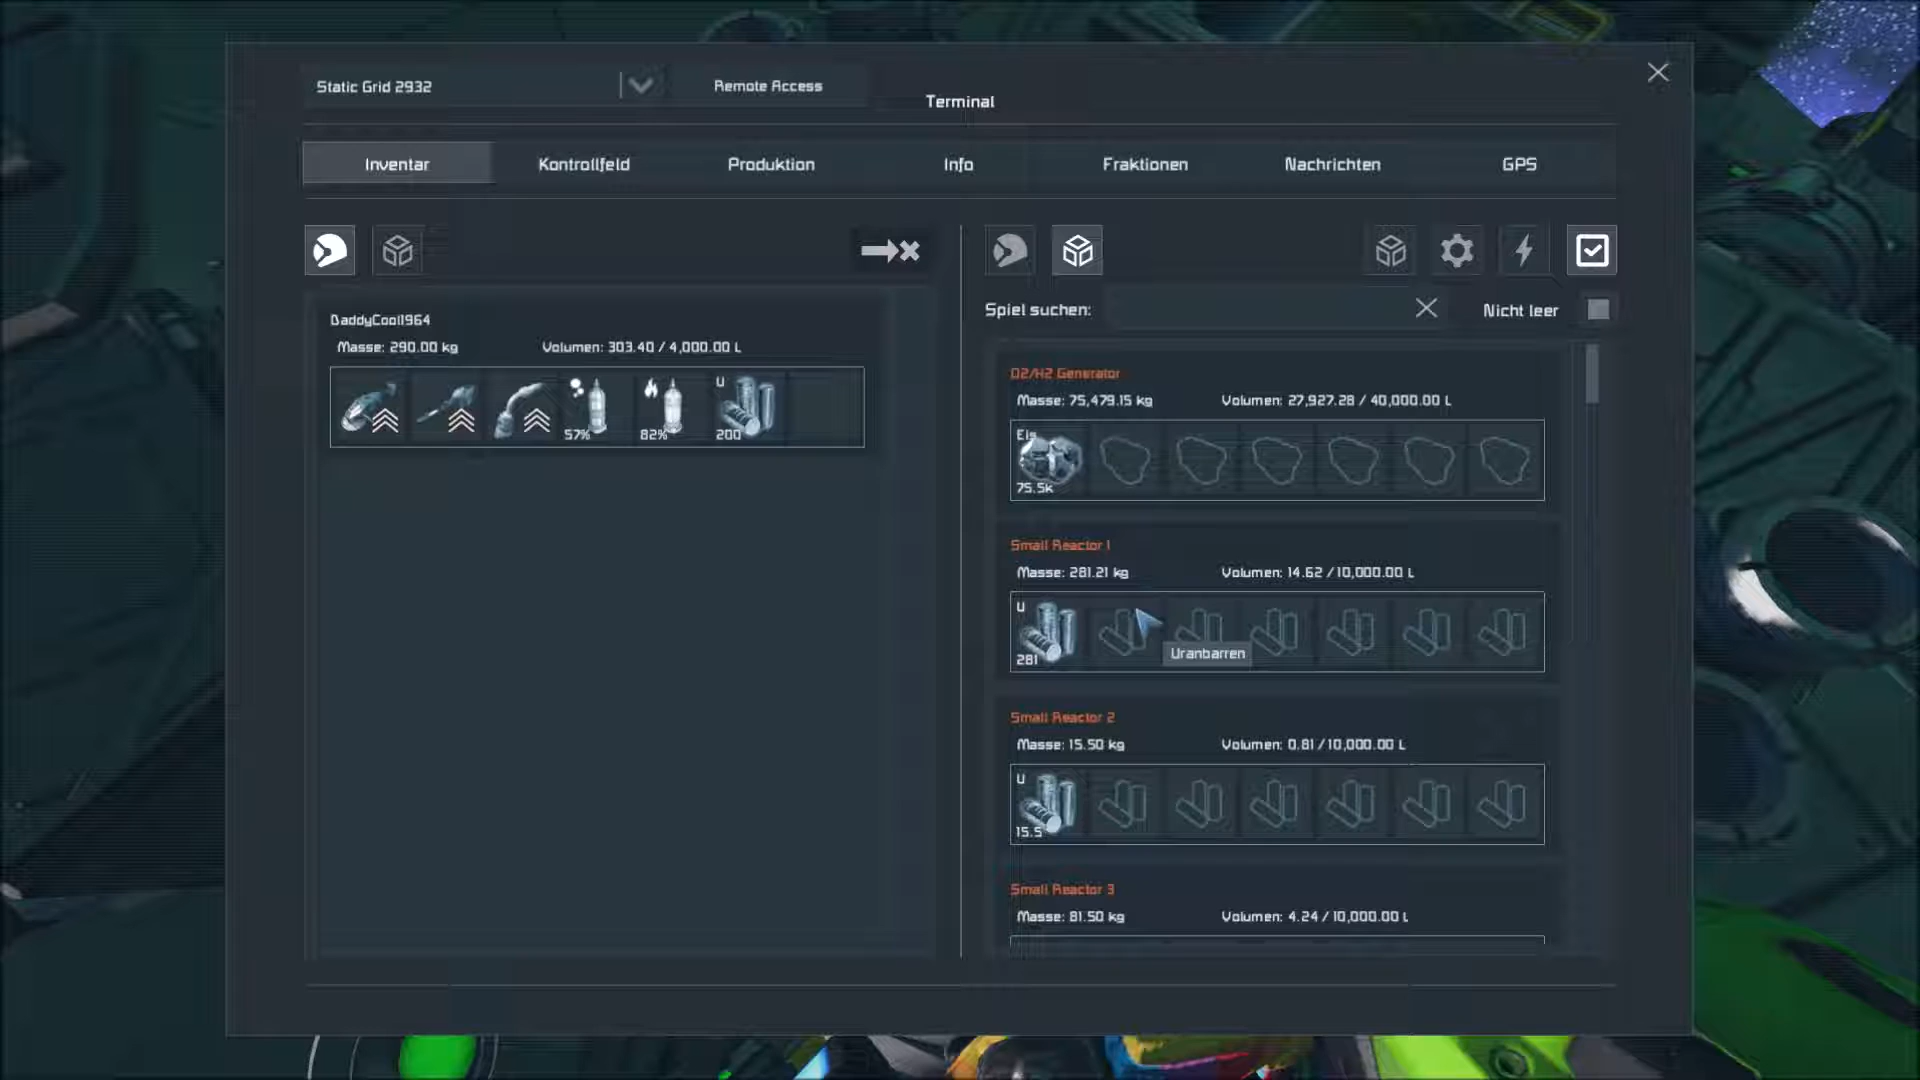 Static Grid 2932
Remote Access
Terminal
Inventar
Kontrollfeld
Produktion
Info
Fraktionen
Nachrichten
GPS
DaddyCool1964
Masse: 290.00 kg
Volumen: 303.40 / 4,000.00 L
57%
82%
U
200
Spiel suchen:
Nicht leer
O2/H2 Generator
Masse: 75,479.15 kg
Volumen: 27,927.28 / 40,000.00 L
Eis
75.5k
Small Reactor 1
Masse: 281.21 kg
Volumen: 14.62 / 10,000.00 L
U
281
Uranbarren
Small Reactor 2
Masse: 15.50 kg
Volumen: 0.81 / 10,000.00 L
U
15.5
Small Reactor 3
Masse: 81.50 kg
Volumen: 4.24 / 10,000.00 L